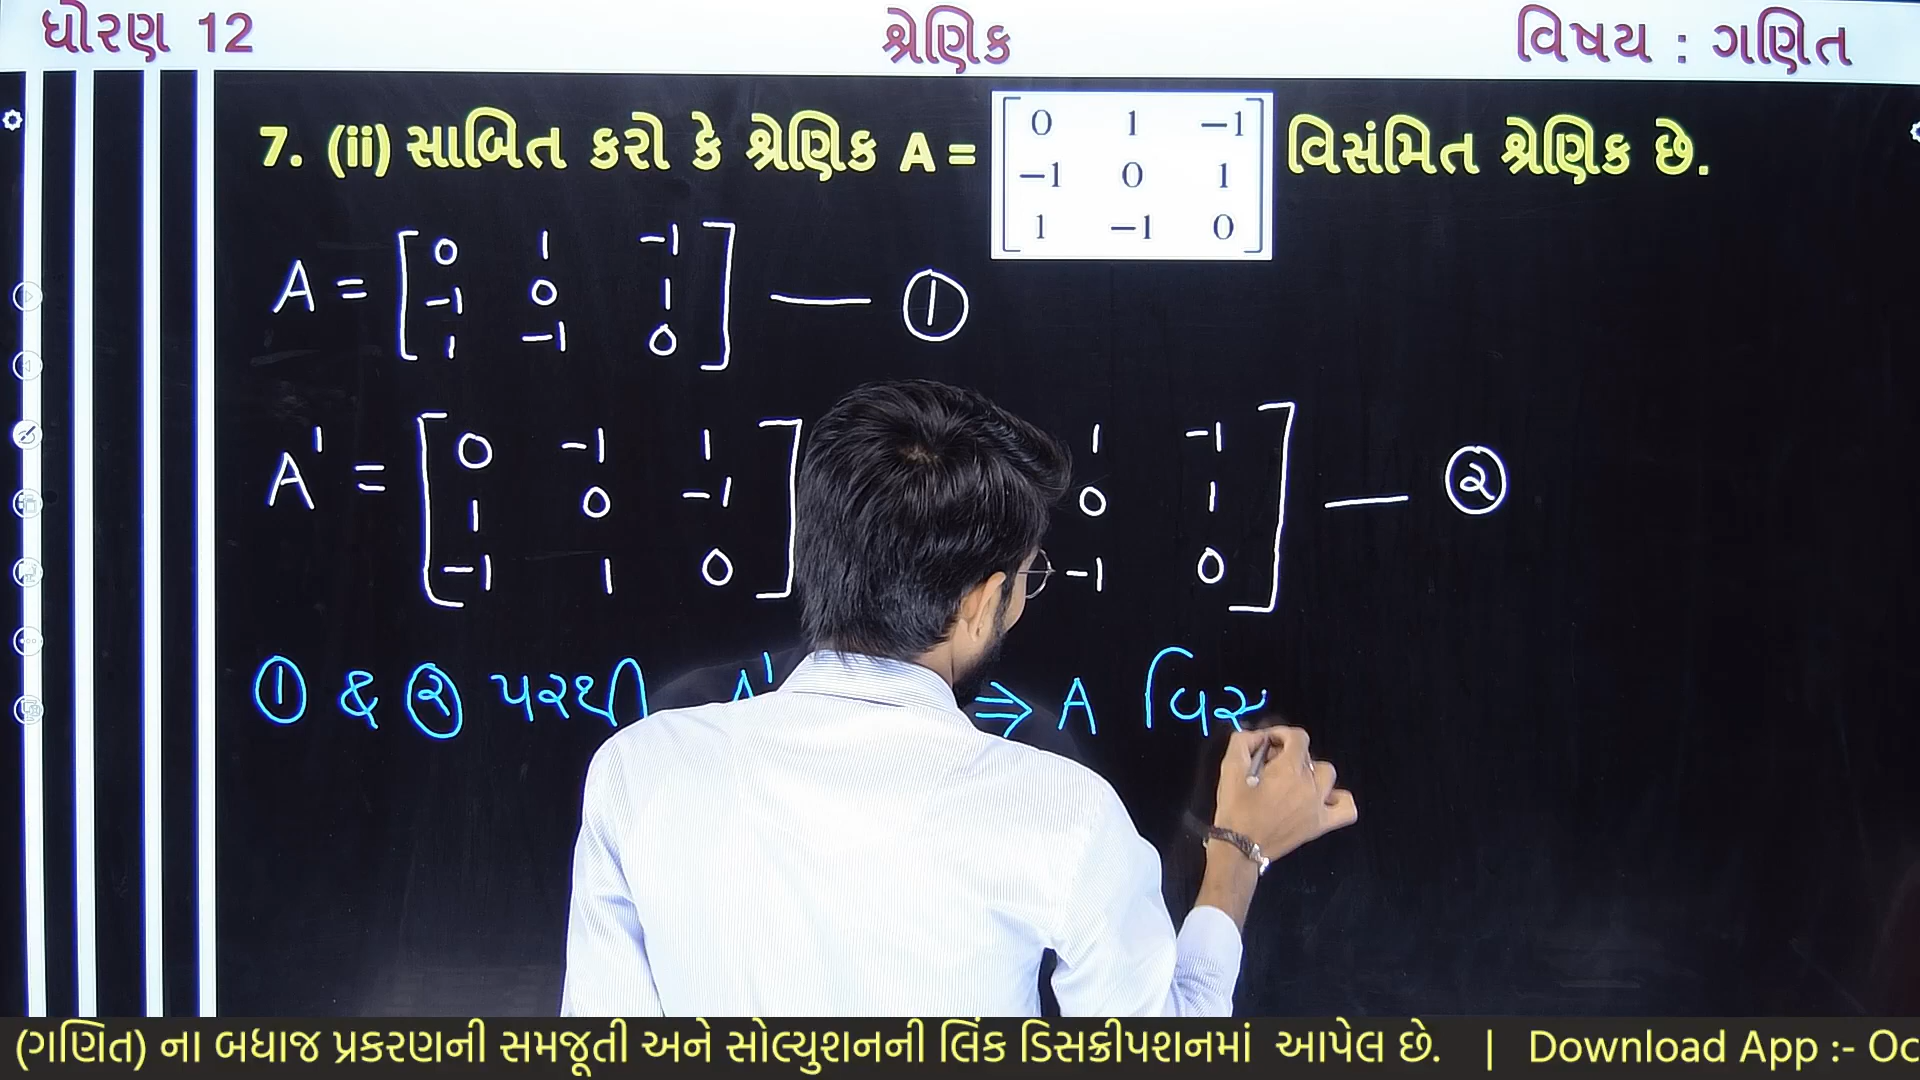 ધોરણ 12 શ્રેણિક વિષય : ગણિત
7. (ii) સાબિત કરો કે શ્રેણિક A = [ 0 1 −1 વિસંમિત શ્રેણિક છે.
−1 0 1
1 −1 0 ]
A = [ 0 1 -1
-1 0 1
1 -1 0 ] — ①
A' = [ 0 -1 1 ] 1 -1 ]
1 0 -1 0 1 — ②
-1 1 0 -1 0
① & ② પરથી A' ⇒ A વિસ
(ગણિત) ના બધાજ પ્રકરણની સમજૂતી અને સોલ્યુશનની લિંક ડિસક્રીપશનમાં આપેલ છે. | Download App :- Oc